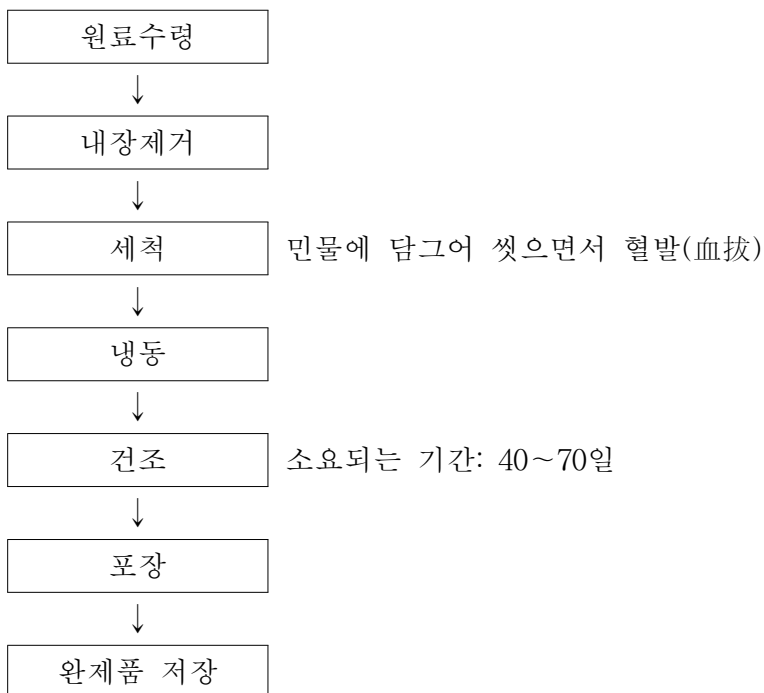 원료수령
↓
내장제거
↓
세척 민물에 담그어 씻으면서 혈발(血拔)
↓
냉동
↓
건조 소요되는 기간: 40~70일
↓
포장
↓
완제품 저장